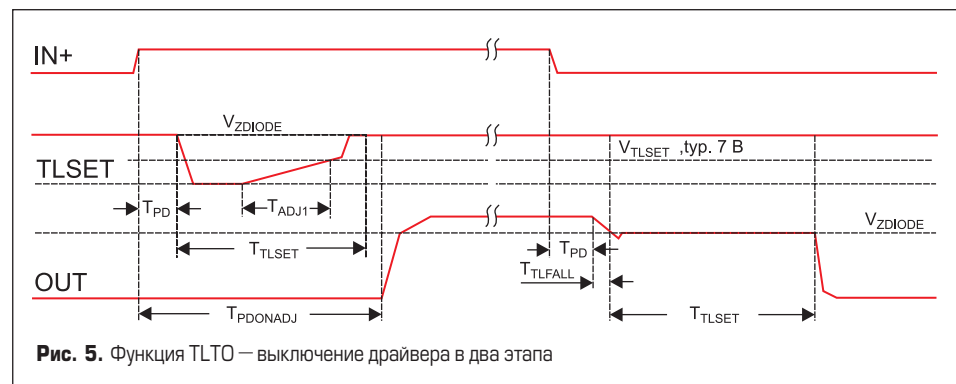 IN+
V_ZDIODE
V_TLSET ,typ. 7 В
TLSET
T_PD
T_ADJ1
V_ZDIODE
T_TLSET
T_PD
T_TLFALL
OUT
T_PDONADJ
T_TLSET
Рис. 5. Функция TLTO — выключение драйвера в два этапа